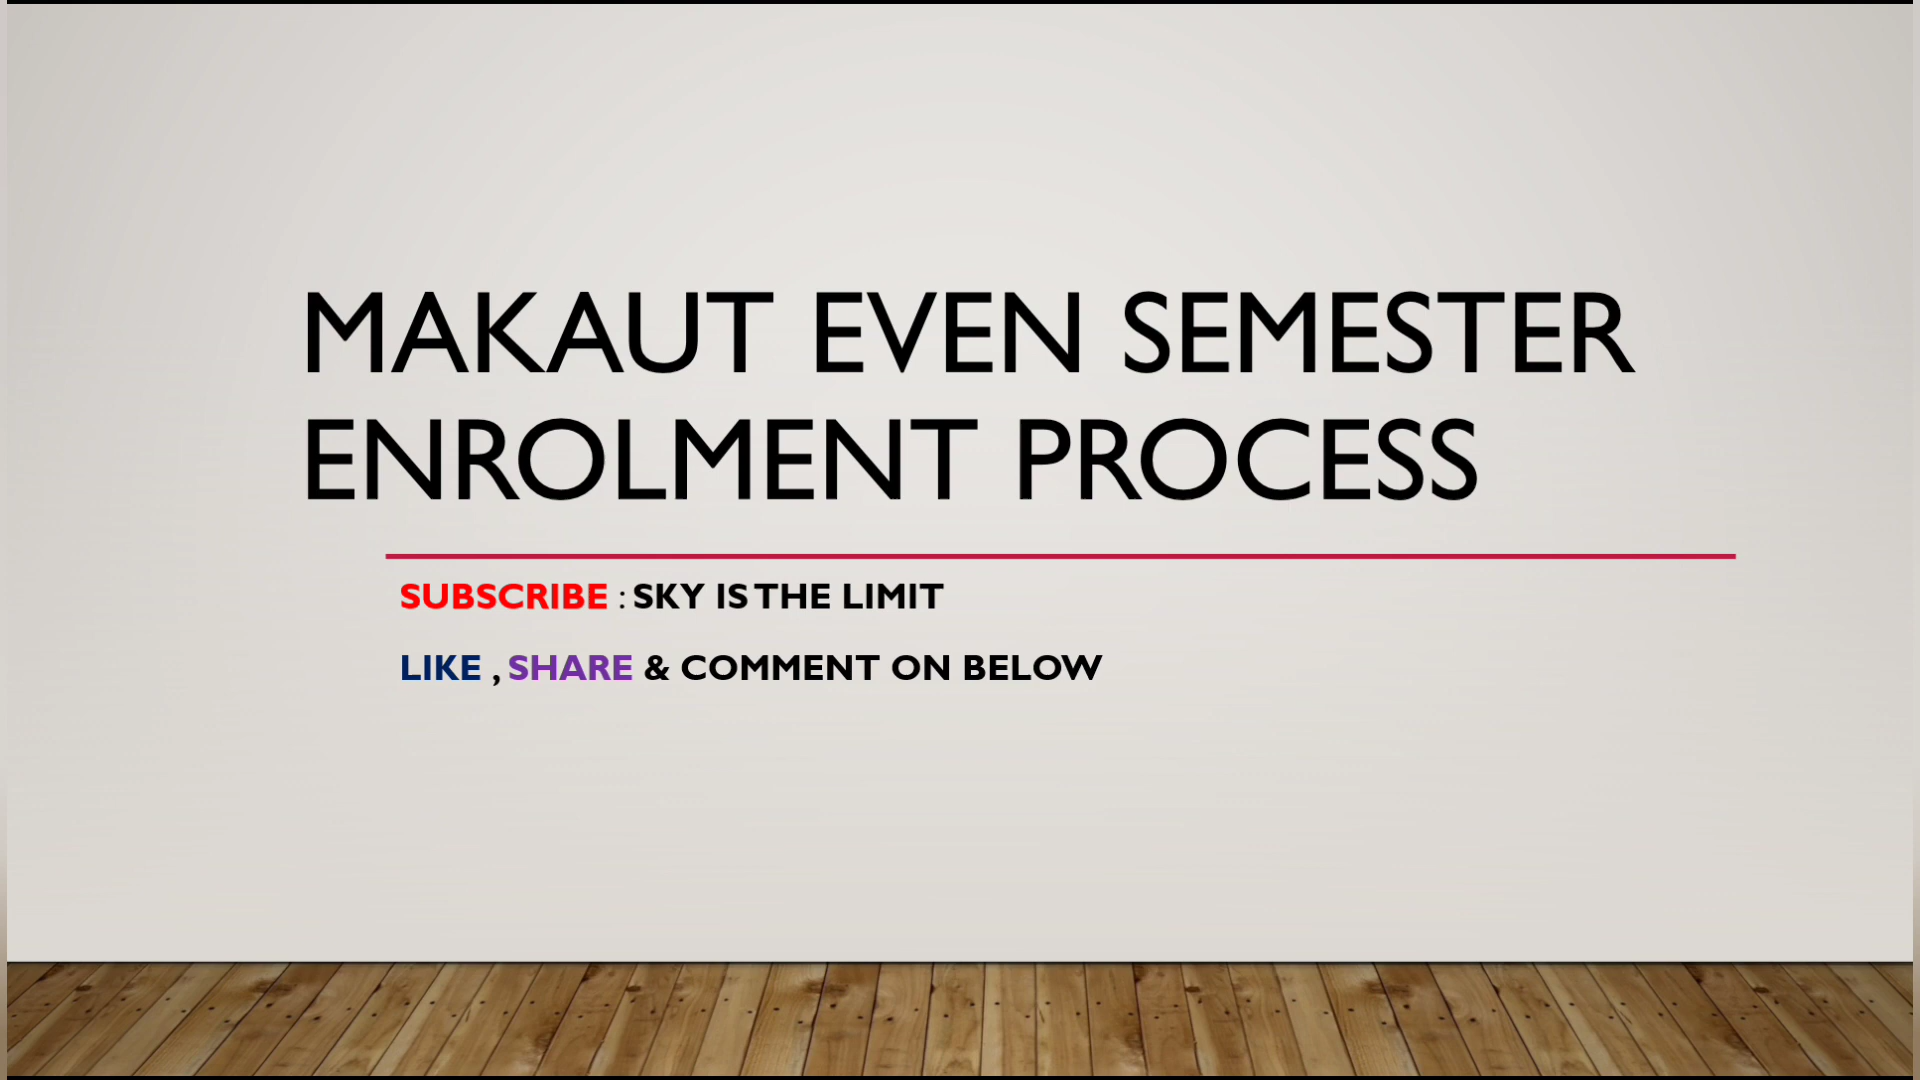 MAKAUT EVEN SEMESTER
ENROLMENT PROCESS
SUBSCRIBE : SKY IS THE LIMIT
LIKE , SHARE & COMMENT ON BELOW